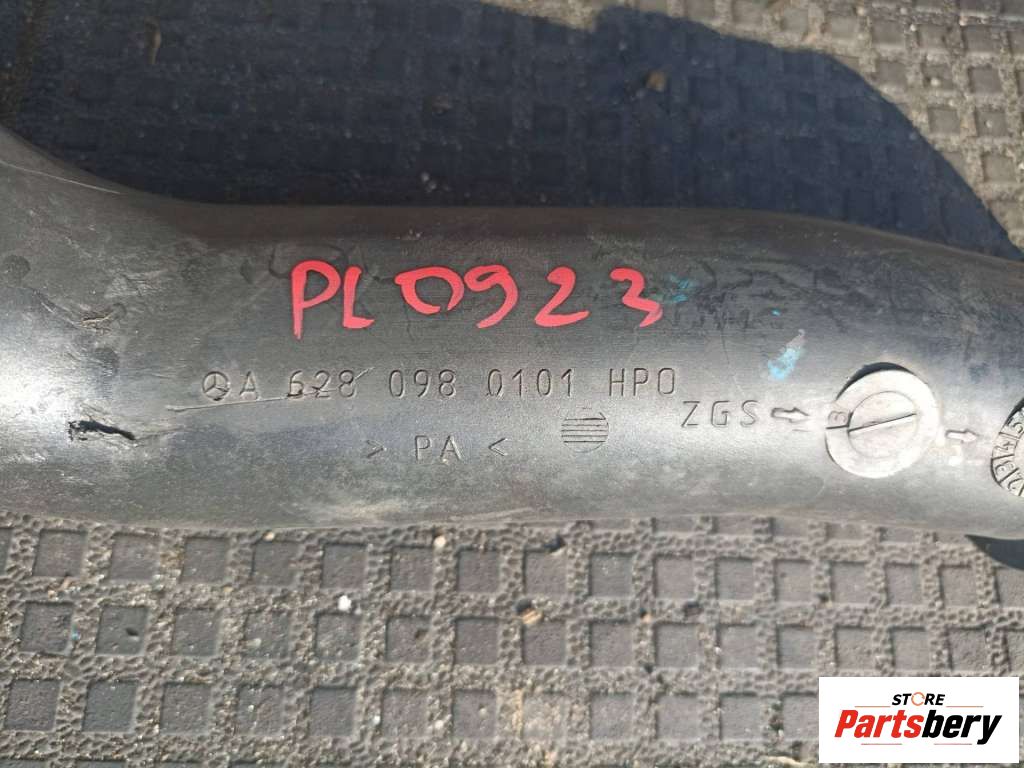 PL0923
A 628 098 0101 HPO
ZGS
B
> PA <
STORE
Partsbery